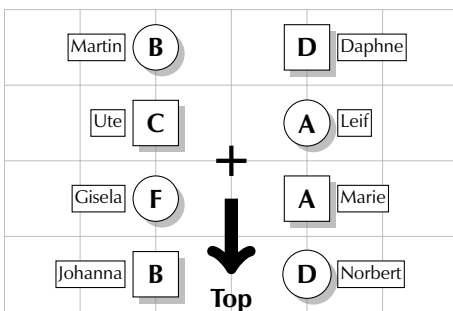 Martin B D Daphne
Ute C A Leif
+
Gisela F A Marie
Johanna B D Norbert
Top